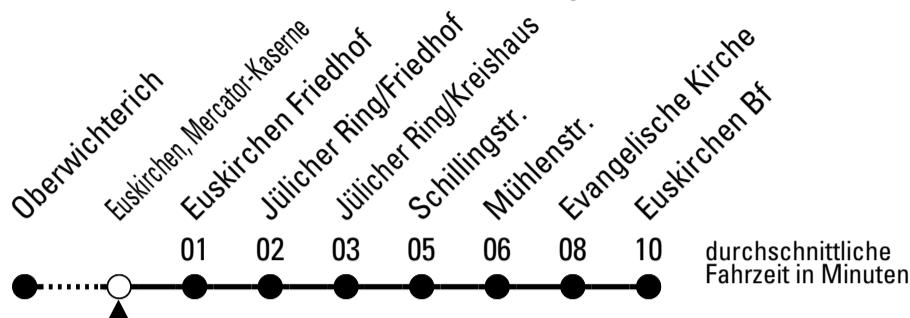 Oberwichterich
Euskirchen, Mercator-Kaserne
Euskirchen Friedhof
Jülicher Ring/Friedhof
Jülicher Ring/Kreishaus
Schillingstr.
Mühlenstr.
Evangelische Kirche
Euskirchen Bf
01 02 03 05 06 08 10
durchschnittliche
Fahrzeit in Minuten